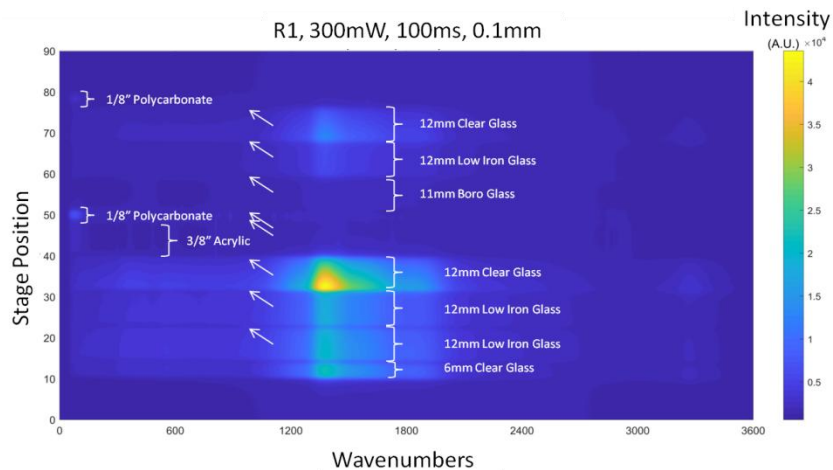 R1, 300mW, 100ms, 0.1mm
Intensity
(A.U.) × 10⁴
90
80
70
60
50
40
30
20
10
0
Stage Position
1/8" Polycarbonate
12mm Clear Glass
12mm Low Iron Glass
11mm Boro Glass
1/8" Polycarbonate
3/8" Acrylic
12mm Clear Glass
12mm Low Iron Glass
12mm Low Iron Glass
6mm Clear Glass
0 600 1200 1800 2400 3000 3600
Wavenumbers
4
3.5
3
2.5
2
1.5
1
0.5